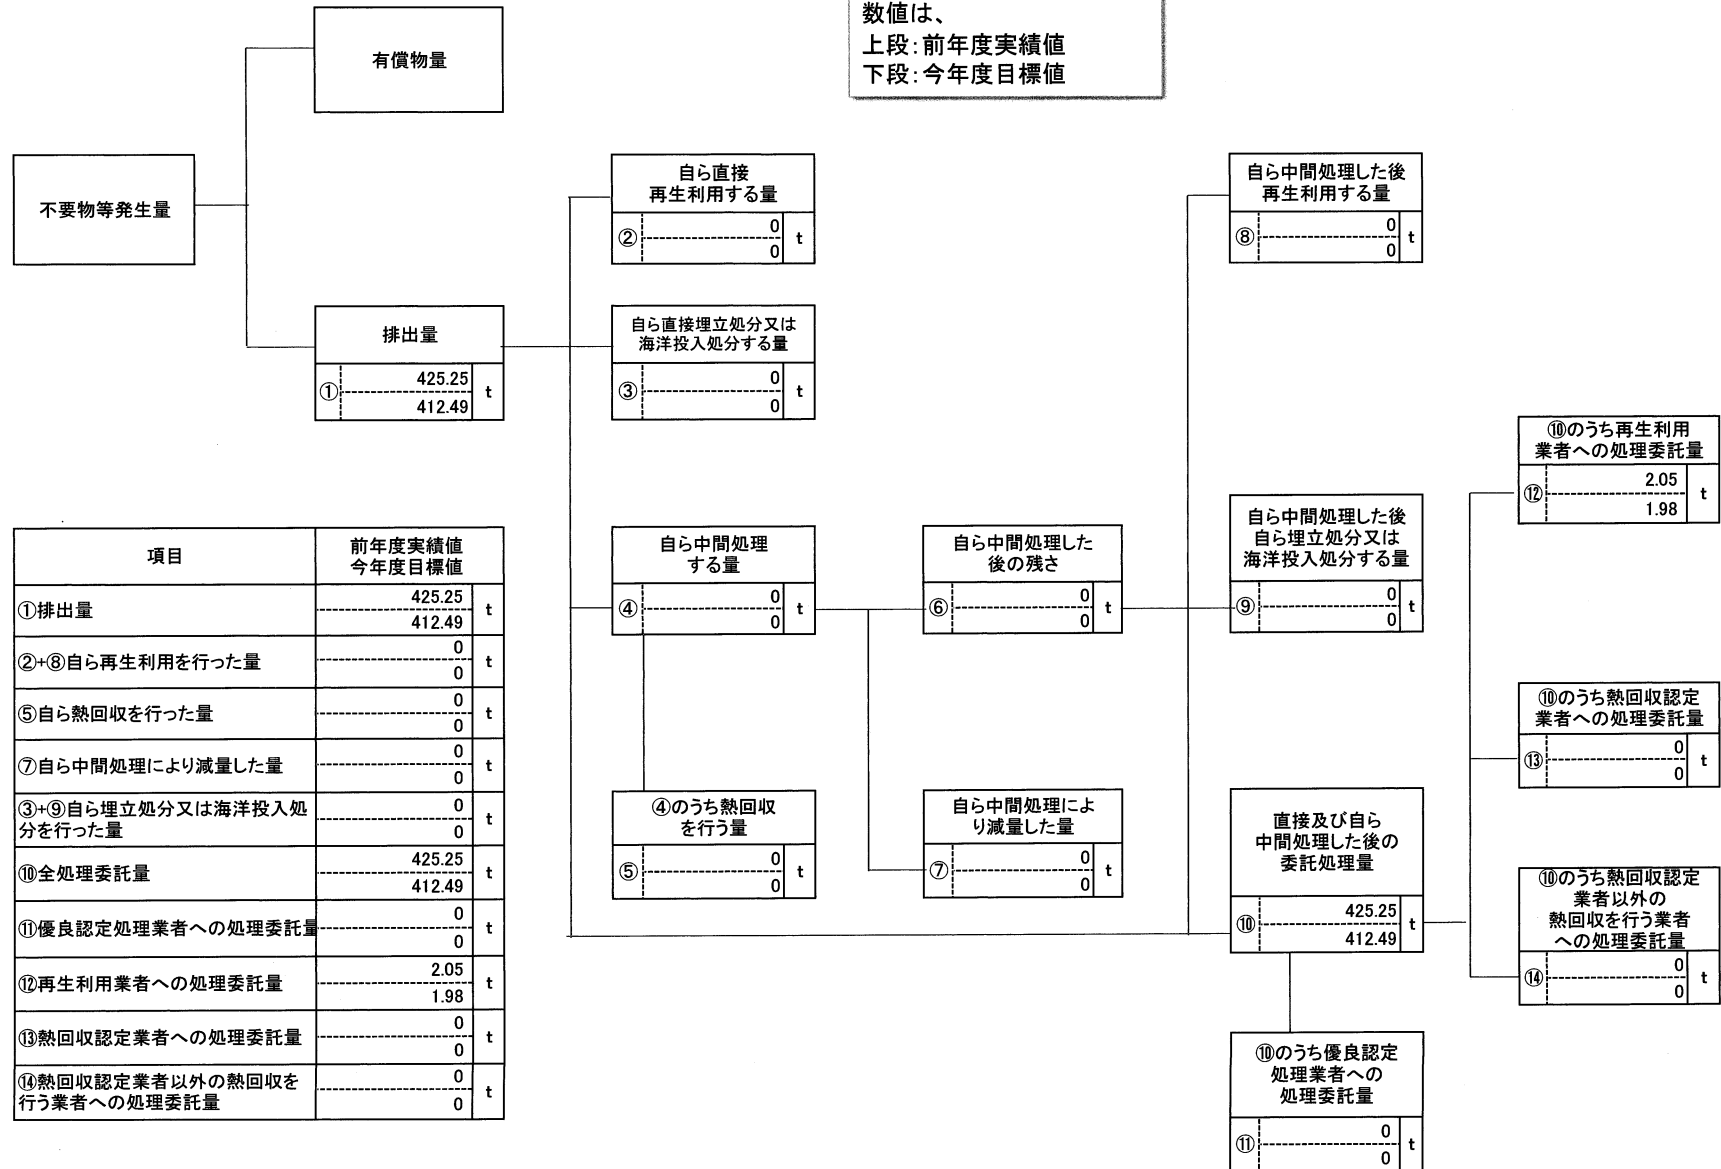 数値は、
上段：前年度実績値
下段：今年度目標値
有償物量
不要物等発生量
排出量
① 425.25 t
412.49
自ら直接
再生利用する量
② 0 t
0
自ら直接埋立処分又は
海洋投入処分する量
③ 0 t
0
自ら中間処理
する量
④ 0 t
0
④のうち熱回収
を行う量
⑤ 0 t
0
自ら中間処理した
後の残さ
⑥ 0 t
0
自ら中間処理によ
り減量した量
⑦ 0 t
0
自ら中間処理した後
再生利用する量
⑧ 0 t
0
自ら中間処理した後
自ら埋立処分又は
海洋投入処分する量
⑨ 0 t
0
直接及び自ら
中間処理した後の
委託処理量
⑩ 425.25 t
412.49
⑩のうち優良認定
処理業者への
処理委託量
⑪ 0 t
0
⑩のうち再生利用
業者への処理委託量
⑫ 2.05 t
1.98
⑩のうち熱回収認定
業者への処理委託量
⑬ 0 t
0
⑩のうち熱回収認定
業者以外の
熱回収を行う業者
への処理委託量
⑭ 0 t
0
項目 前年度実績値
今年度目標値
①排出量 425.25 t
412.49
②+⑧自ら再生利用を行った量 0 t
0
⑤自ら熱回収を行った量 0 t
0
⑦自ら中間処理により減量した量 0 t
0
③+⑨自ら埋立処分又は海洋投入処 0 t
分を行った量 0
⑩全処理委託量 425.25 t
412.49
⑪優良認定処理業者への処理委託量 0 t
0
⑫再生利用業者への処理委託量 2.05 t
1.98
⑬熱回収認定業者への処理委託量 0 t
0
⑭熱回収認定業者以外の熱回収を 0 t
行う業者への処理委託量 0